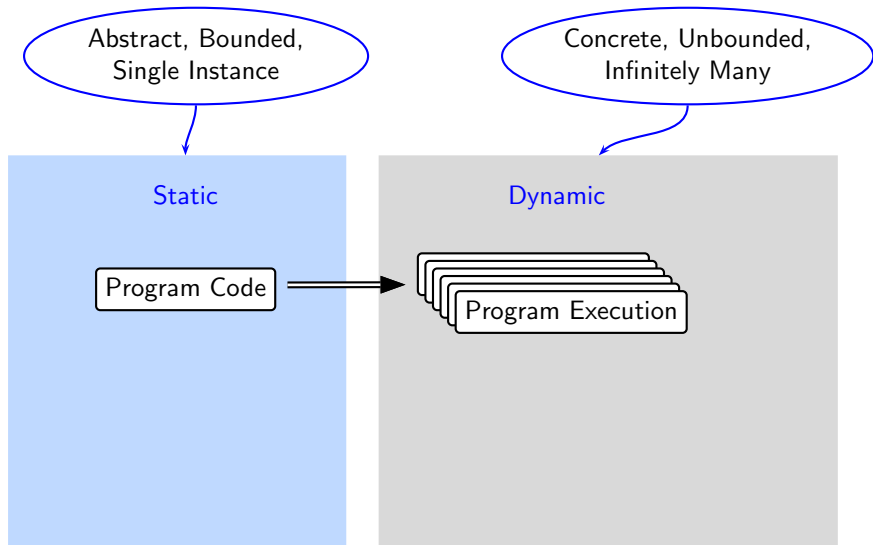 Abstract, Bounded,
Single Instance
Concrete, Unbounded,
Infinitely Many
Static
Dynamic
Program Code
Program Execution